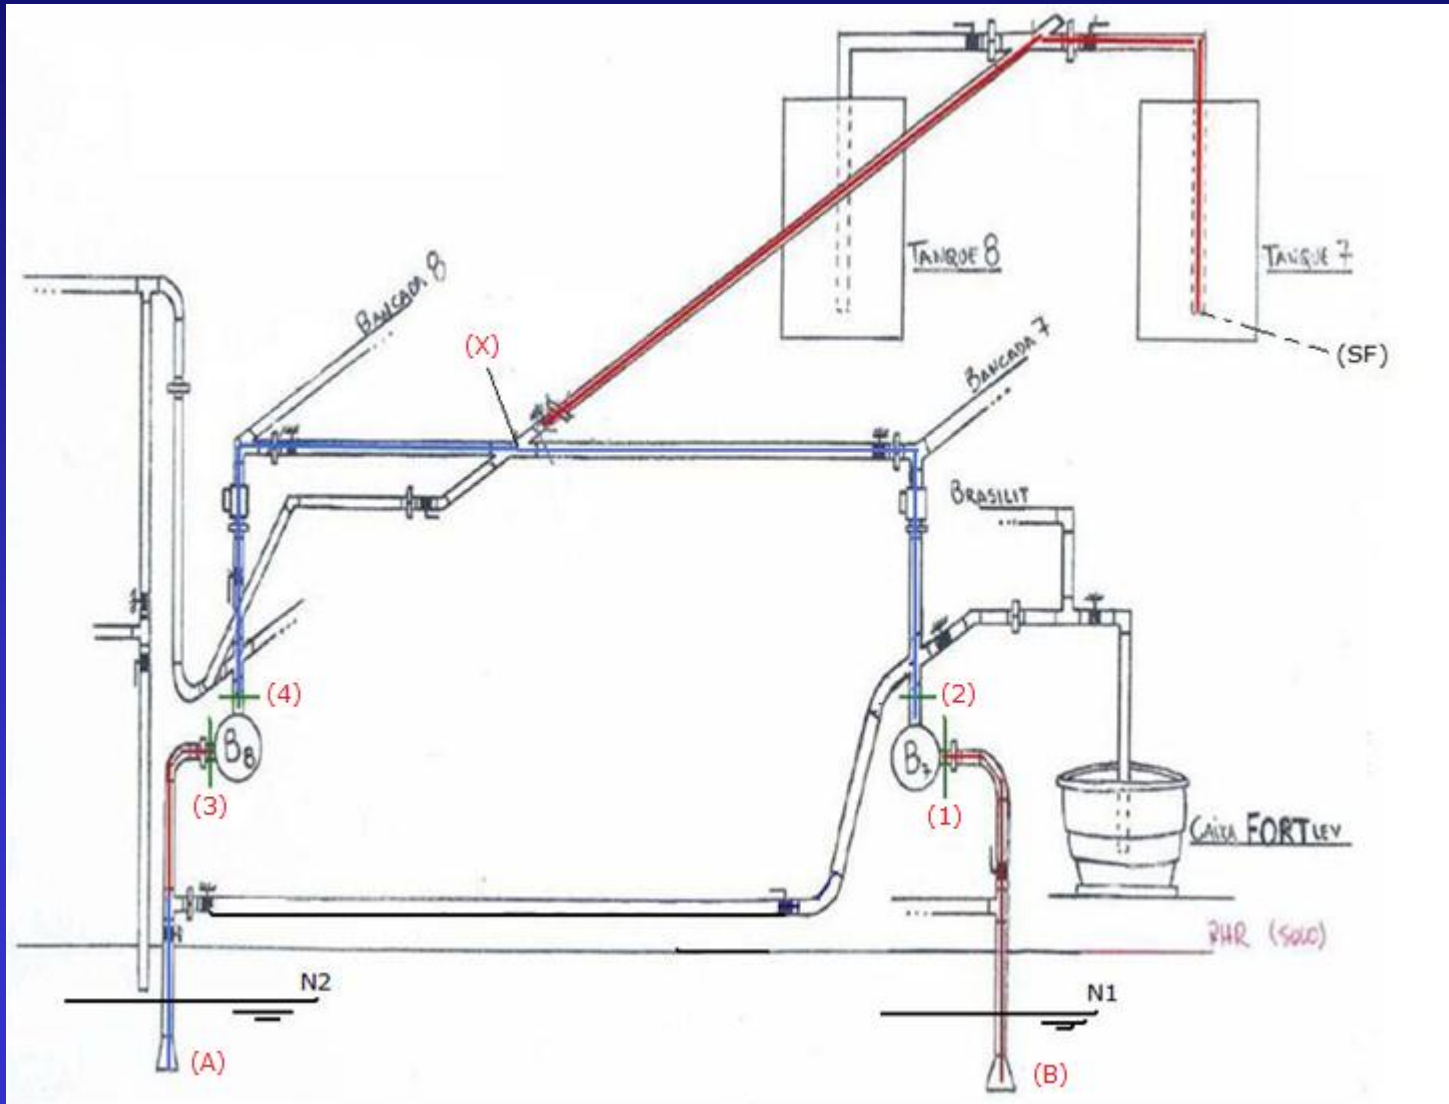 TANQUE 8
TANQUE 7
BANCADA 8
(X)
BANCADA 7
(SF)
BRASILIT
(4)
(2)
B8
B7
(3)
(1)
CAIXA FORTLEV
PHR (SOLO)
N2
N1
(A)
(B)